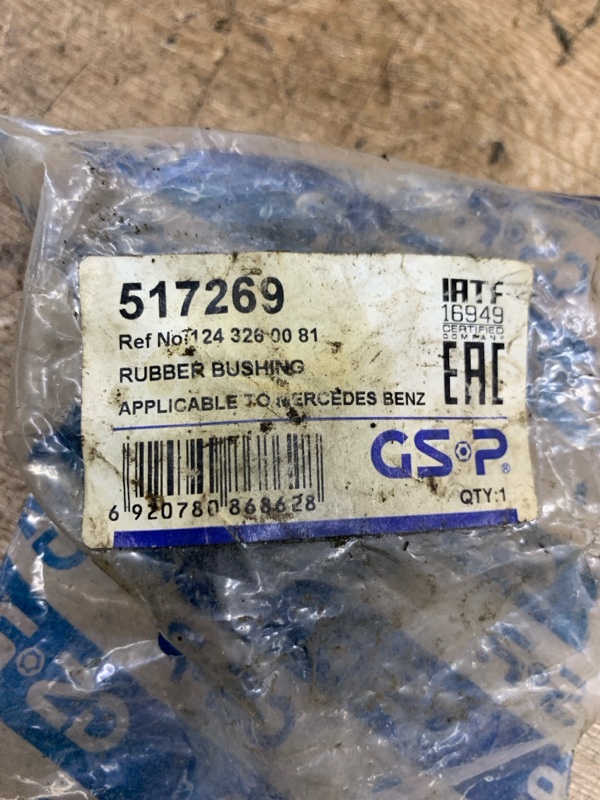 517269
Ref No:124 326 00 81
RUBBER BUSHING
APPLICABLE TO MERCEDES BENZ
IATF
16949
CERTIFIED
COMPANY
EAC
6 920780 868628
GSP®
QTY:1